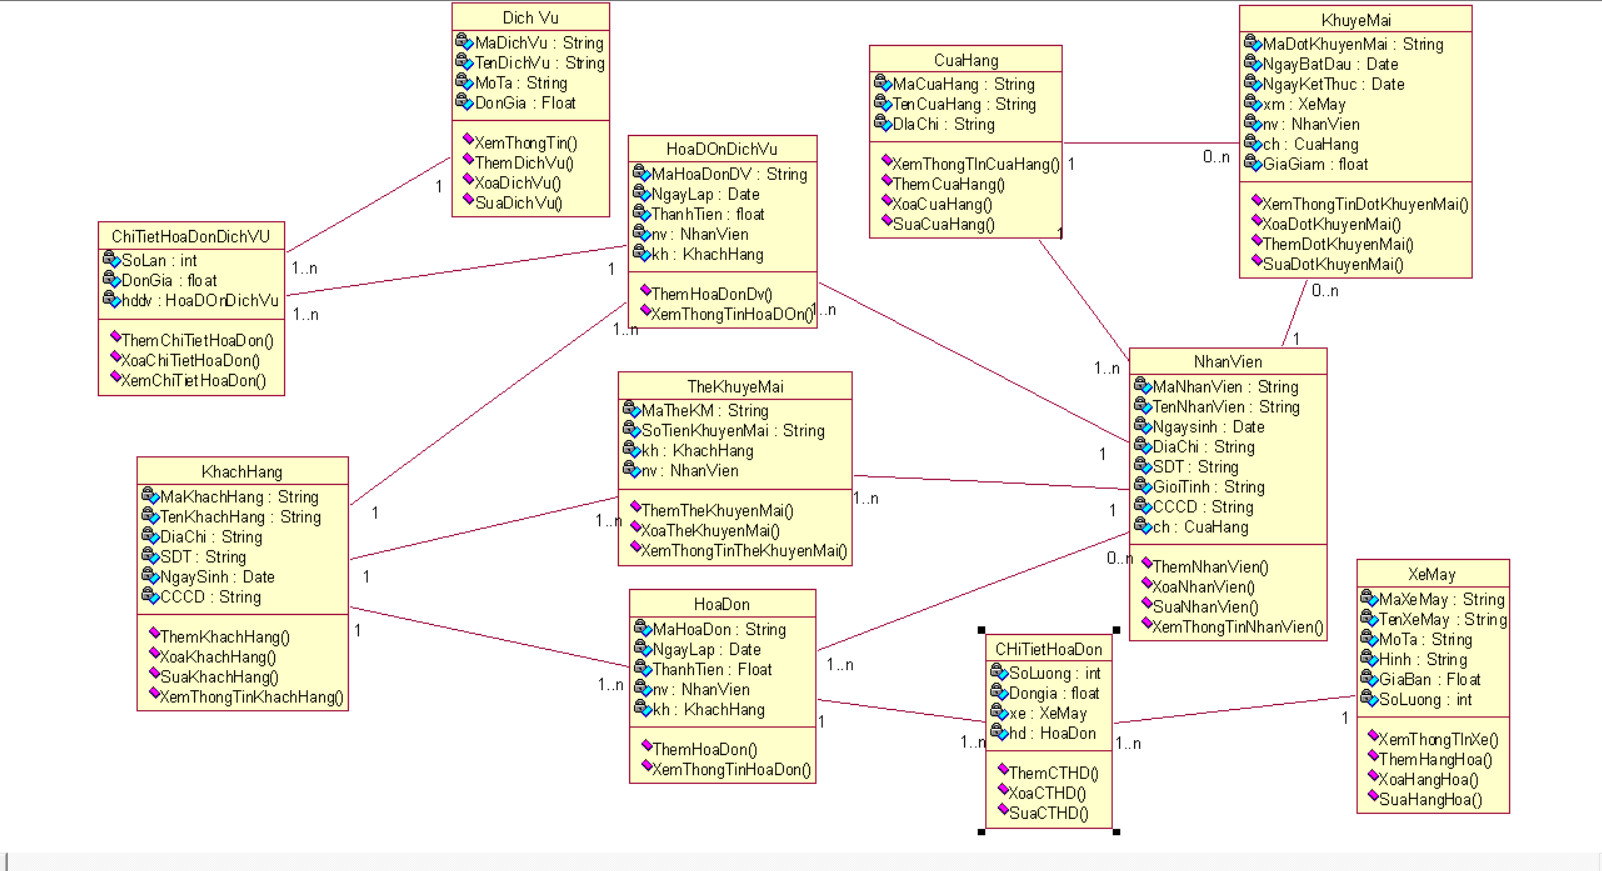 Dich Vu
MaDichVu : String
TenDichVu : String
MoTa : String
DonGia : Float
XemThongTin()
ThemDichVu()
XoaDichVu()
SuaDichVu()
1
ChiTietHoaDonDichVU
SoLan : int
DonGia : float
hddv : HoaDOnDichVu
ThemChiTietHoaDon()
XoaChiTietHoaDon()
XemChiTietHoaDon()
1..n
1..n
HoaDOnDichVu
MaHoaDonDV : String
NgayLap : Date
ThanhTien : float
nv : NhanVien
kh : KhachHang
ThemHoaDonDv()
XemThongTinHoaDOn()
1
1..n
1..n
CuaHang
MaCuaHang : String
TenCuaHang : String
DIaChi : String
XemThongTInCuaHang()
ThemCuaHang()
XoaCuaHang()
SuaCuaHang()
1
1
KhuyeMai
MaDotKhuyenMai : String
NgayBatDau : Date
NgayKetThuc : Date
xm : XeMay
nv : NhanVien
ch : CuaHang
GiaGiam : float
XemThongTinDotKhuyenMai()
XoaDotKhuyenMai()
ThemDotKhuyenMai()
SuaDotKhuyenMai()
0..n
0..n
TheKhuyeMai
MaTheKM : String
SoTienKhuyenMai : String
kh : KhachHang
nv : NhanVien
ThemTheKhuyenMai()
XoaTheKhuyenMai()
XemThongTinTheKhuyenMai()
1..n
1..n
NhanVien
MaNhanVien : String
TenNhanVien : String
Ngaysinh : Date
DiaChi : String
SDT : String
GioiTinh : String
CCCD : String
ch : CuaHang
ThemNhanVien()
XoaNhanVien()
SuaNhanVien()
XemThongTinNhanVien()
1
1..n
1
1
0..n
KhachHang
MaKhachHang : String
TenKhachHang : String
DiaChi : String
SDT : String
NgaySinh : Date
CCCD : String
ThemKhachHang()
XoaKhachHang()
SuaKhachHang()
XemThongTinKhachHang()
1
1
1
HoaDon
MaHoaDon : String
NgayLap : Date
ThanhTien : Float
nv : NhanVien
kh : KhachHang
ThemHoaDon()
XemThongTinHoaDon()
1..n
1..n
1
CHiTietHoaDon
SoLuong : int
Dongia : float
xe : XeMay
hd : HoaDon
ThemCTHD()
XoaCTHD()
SuaCTHD()
1..n
1..n
XeMay
MaXeMay : String
TenXeMay : String
MoTa : String
Hinh : String
GiaBan : Float
SoLuong : int
XemThongTInXe()
ThemHangHoa()
XoaHangHoa()
SuaHangHoa()
1